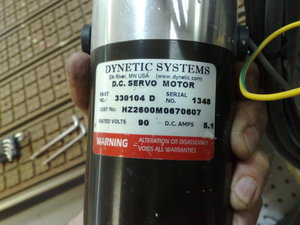 DYNETIC SYSTEMS
Elk River, MN USA (www.dynetic.com)
D.C. SERVO MOTOR
PART NO.- 330104 D SERIAL NO. 1348
CUST No: HZ2600M0670607
RATED VOLTS 90 D.C. AMPS 5.1
WARNING ALTERATION OR DISASSEMBLY
VOIDS ALL WARRANTIES